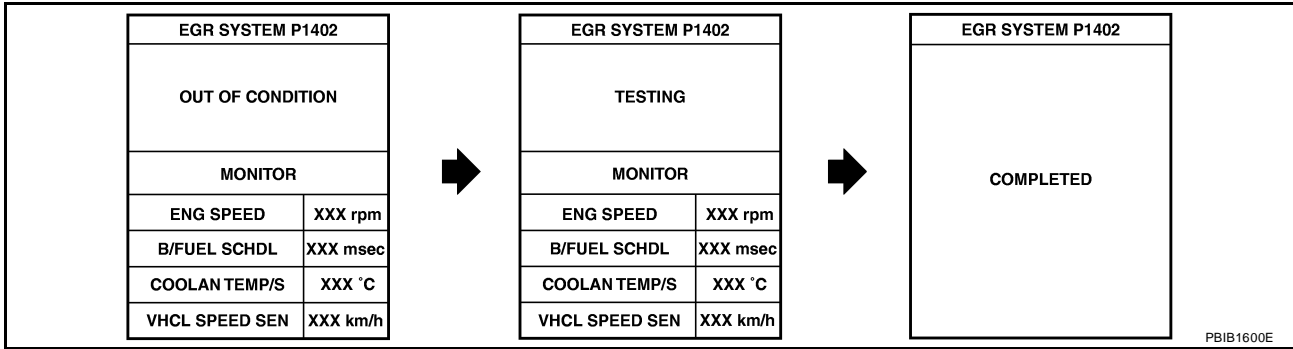 EGR SYSTEM P1402
OUT OF CONDITION
MONITOR
ENG SPEED XXX rpm
B/FUEL SCHDL XXX msec
COOLAN TEMP/S XXX °C
VHCL SPEED SEN XXX km/h
EGR SYSTEM P1402
TESTING
MONITOR
ENG SPEED XXX rpm
B/FUEL SCHDL XXX msec
COOLAN TEMP/S XXX °C
VHCL SPEED SEN XXX km/h
EGR SYSTEM P1402
COMPLETED
PBIB1600E